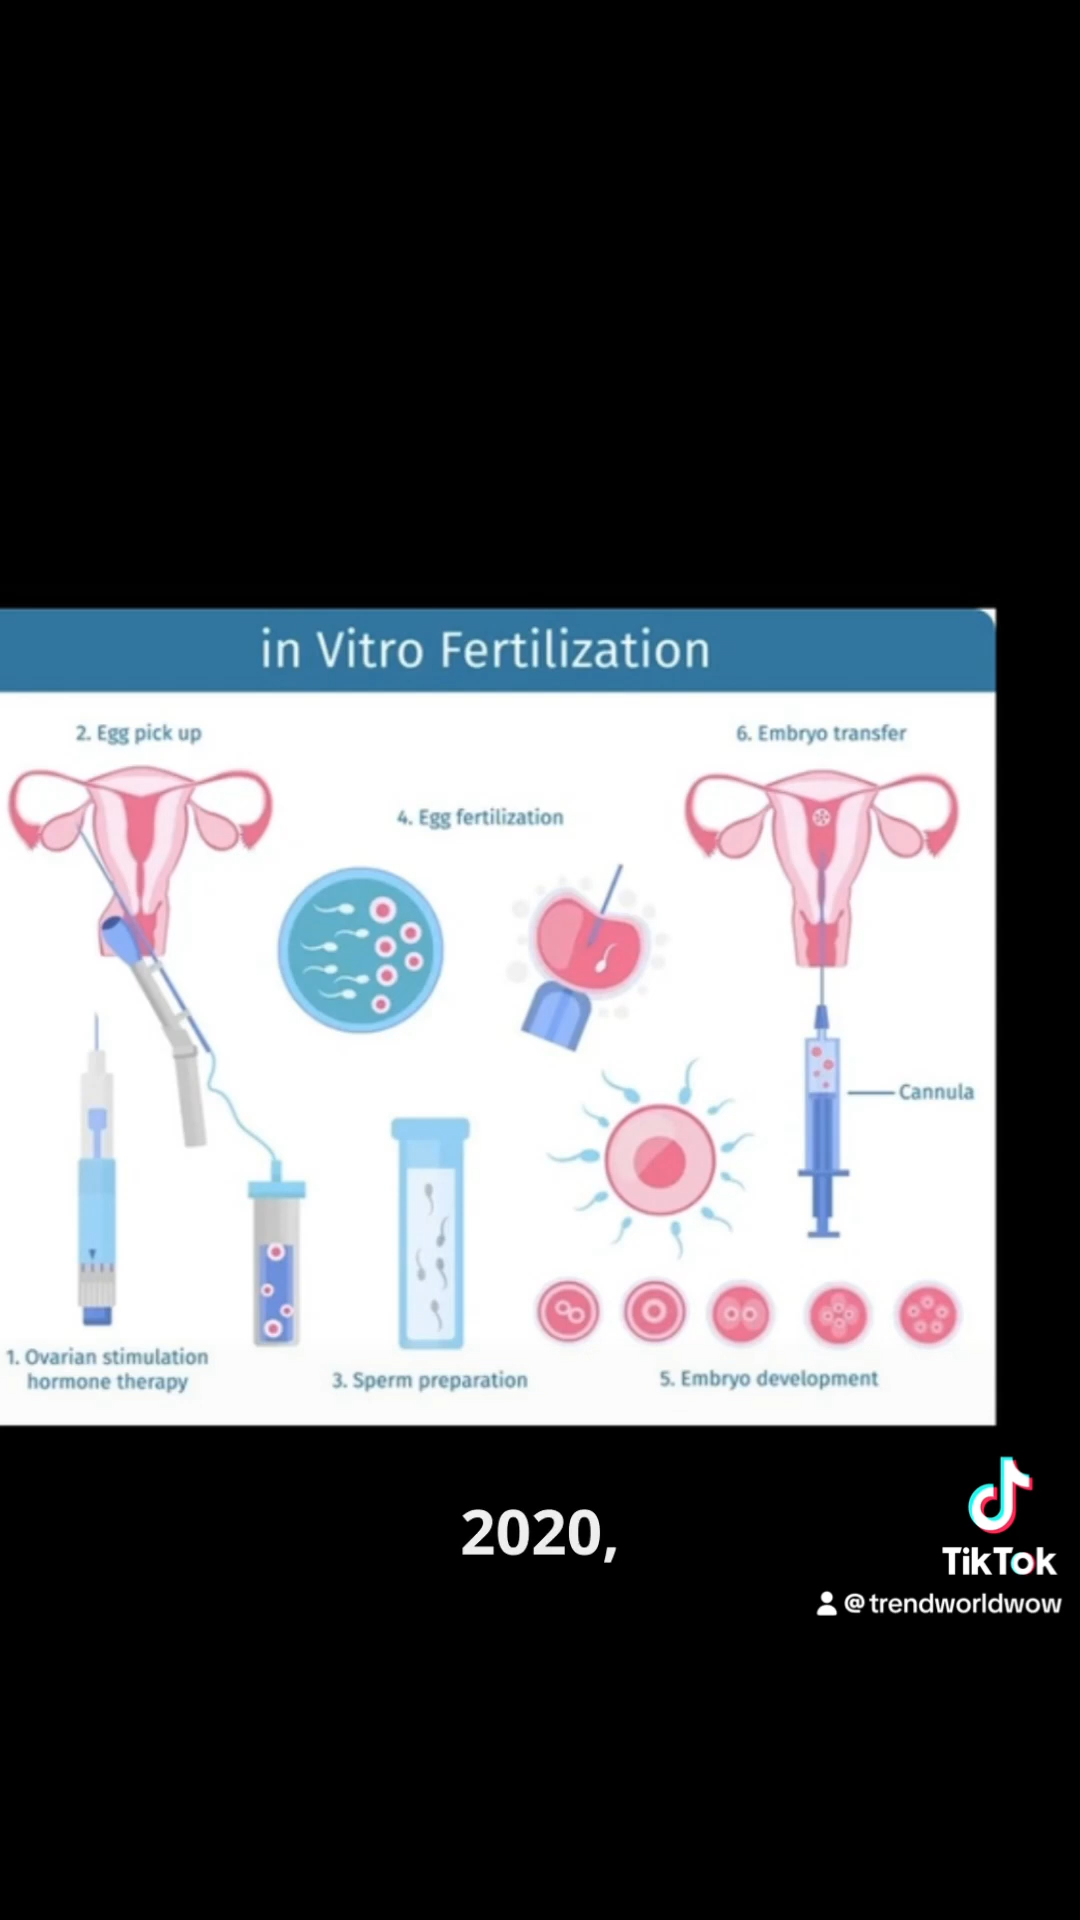 in Vitro Fertilization
2. Egg pick up
6. Embryo transfer
4. Egg fertilization
Cannula
1. Ovarian stimulation
hormone therapy
3. Sperm preparation
5. Embryo development
2020,
TikTok
@trendworldwow